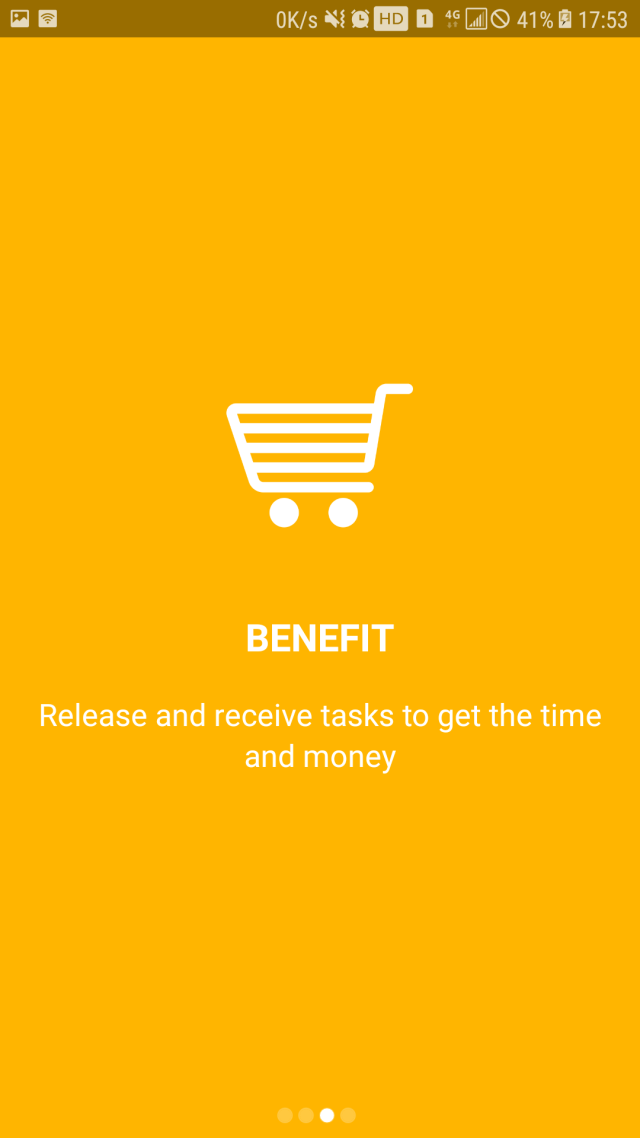 0K/s HD 1 4G 41% 17:53
BENEFIT
Release and receive tasks to get the time
and money